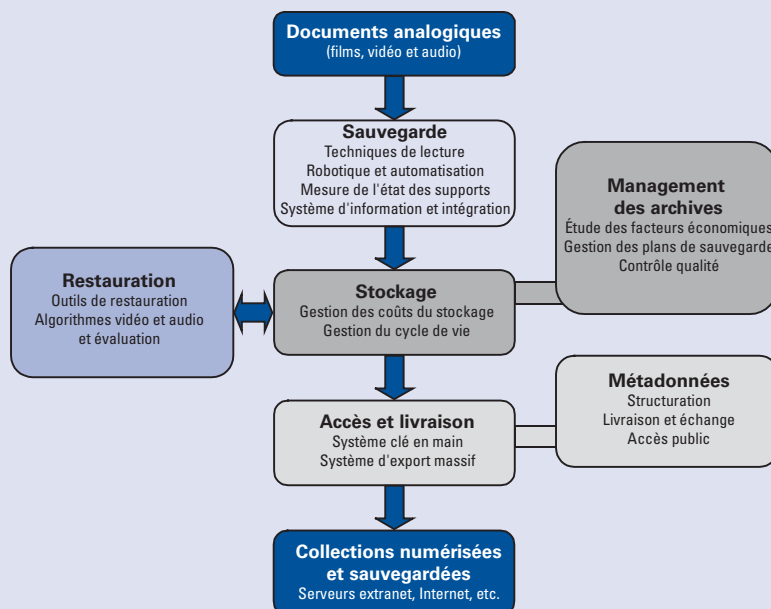 Documents analogiques
(films, vidéo et audio)
Sauvegarde
Techniques de lecture
Robotique et automatisation
Mesure de l'état des supports
Système d'information et intégration
Management
des archives
Étude des facteurs économiques
Gestion des plans de sauvegarde
Contrôle qualité
Restauration
Outils de restauration
Algorithmes vidéo et audio
et évaluation
Stockage
Gestion des coûts du stockage
Gestion du cycle de vie
Accès et livraison
Système clé en main
Système d'export massif
Métadonnées
Structuration
Livraison et échange
Accès public
Collections numérisées
et sauvegardées
Serveurs extranet, Internet, etc.